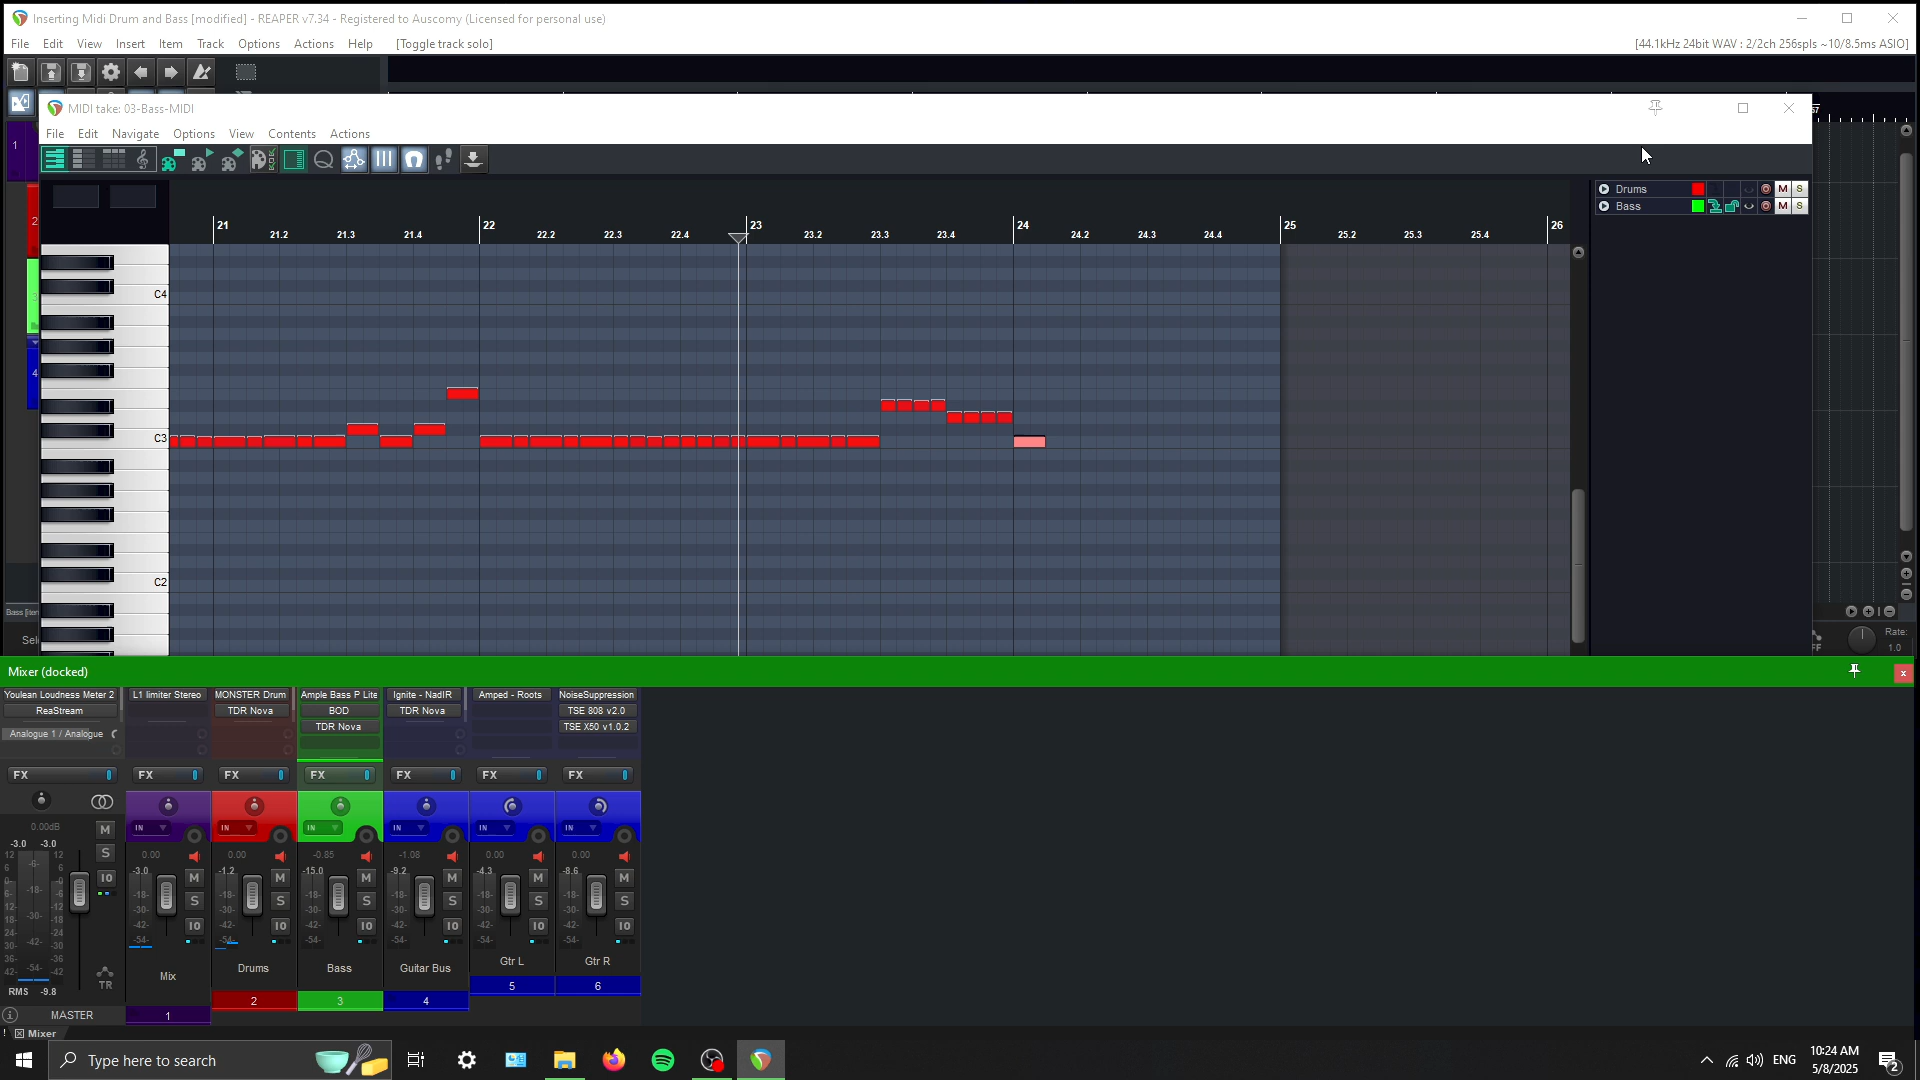 Inserting Midi Drum and Bass [modified] - REAPER v7.34 - Registered to Auscomy (Licensed for personal use)
File Edit View Insert Item Track Options Actions Help [Toggle track solo] [44.1kHz 24bit WAV : 2/2ch 256spls ~10/8.5ms ASIO]
MIDI take: 03-Bass-MIDI
File Edit Navigate Options View Contents Actions
1
Drums M S
Bass M S
2
21 22 23 24 25 26
21.2 21.3 21.4 22.2 22.3 22.4 23.2 23.3 23.4 24.2 24.3 24.4 25.2 25.3 25.4
C4
4
C3
C2
Rate:
1.0
Mixer (docked)
Youlean Loudness Meter 2 L1 limiter Stereo MONSTER Drum Ample Bass P Lite Ignite - NadIR Amped - Roots NoiseSuppression
ReaStream TDR Nova BOD TDR Nova TSE 808 v2.0
Analogue 1 / Analogue TDR Nova TSE X50 v1.0.2
FX FX FX FX FX FX FX
0.00dB M IN IN IN IN IN IN
-3.0 -3.0 S 0.00 0.00 -0.85 -1.08 0.00 0.00
-3.0 -1.2 -15.0 -9.2 -4.3 -8.6
M M M M M M
IO S S S S S S
IO IO IO IO IO IO
Mix Drums Bass Guitar Bus Gtr L Gtr R
TR
RMS -9.8
MASTER 1 2 3 4 5 6
Mixer
Type here to search
ENG
10:24 AM
5/8/2025
2